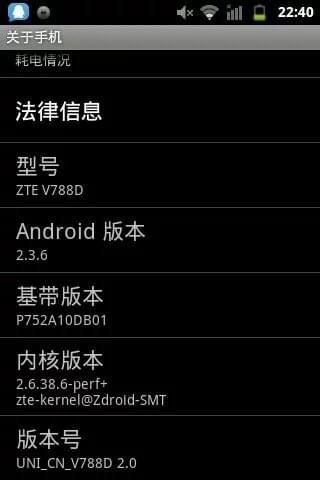 22:40
关于手机
耗电情况
法律信息
型号
ZTE V788D
Android 版本
2.3.6
基带版本
P752A10DB01
内核版本
2.6.38.6-perf+
zte-kernel@Zdroid-SMT
版本号
UNI_CN_V788D 2.0